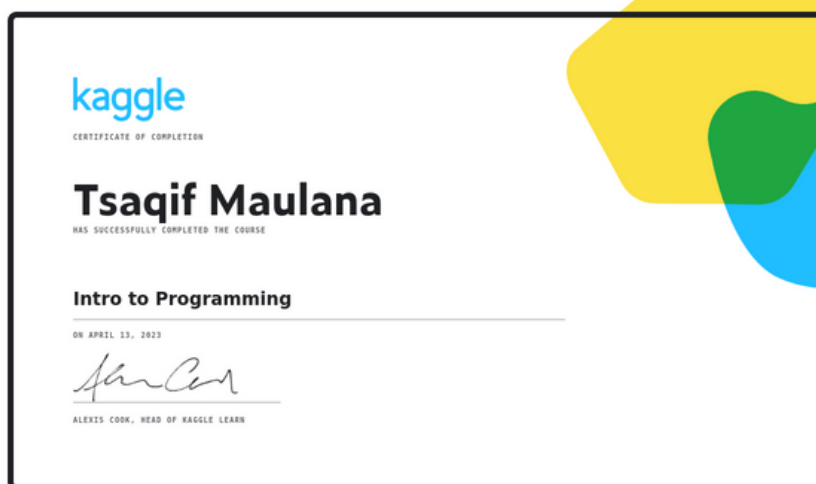 kaggle
CERTIFICATE OF COMPLETION
Tsaqif Maulana
HAS SUCCESSFULLY COMPLETED THE COURSE
Intro to Programming
ON APRIL 13, 2023
ALEXIS COOK, HEAD OF KAGGLE LEARN